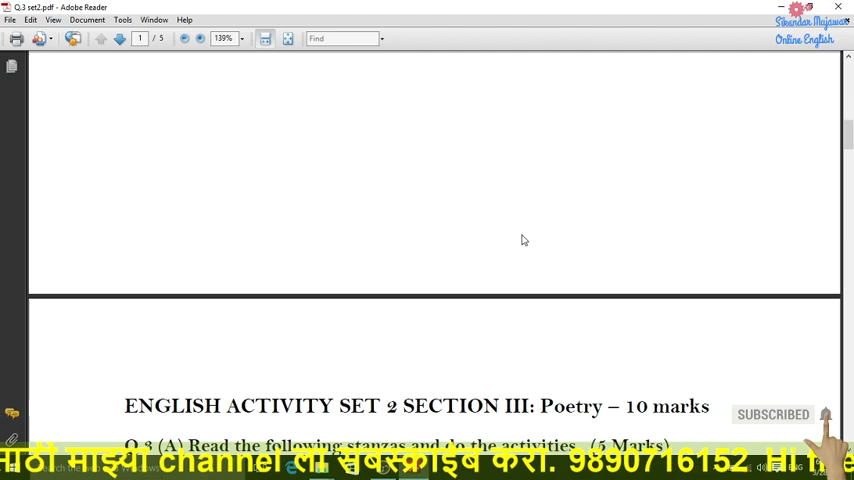 Q.3 set2.pdf - Adobe Reader
File Edit View Document Tools Window Help
Sikandar Majawar
Online English
1 / 5 139% Find
ENGLISH ACTIVITY SET 2 SECTION III: Poetry – 10 marks
SUBSCRIBED
Q.3 (A) Read the following stanzas and do the activities. (5 Marks)
साठी माझ्या channel ला सबस्क्राईब करा. 9890716152.
ENG